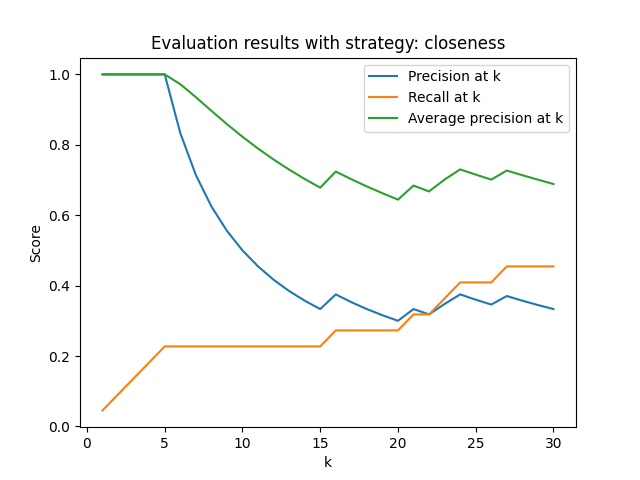 Evaluation results with strategy: closeness
Precision at k
Recall at k
Average precision at k
Score
1.0
0.8
0.6
0.4
0.2
0.0
0 5 10 15 20 25 30
k